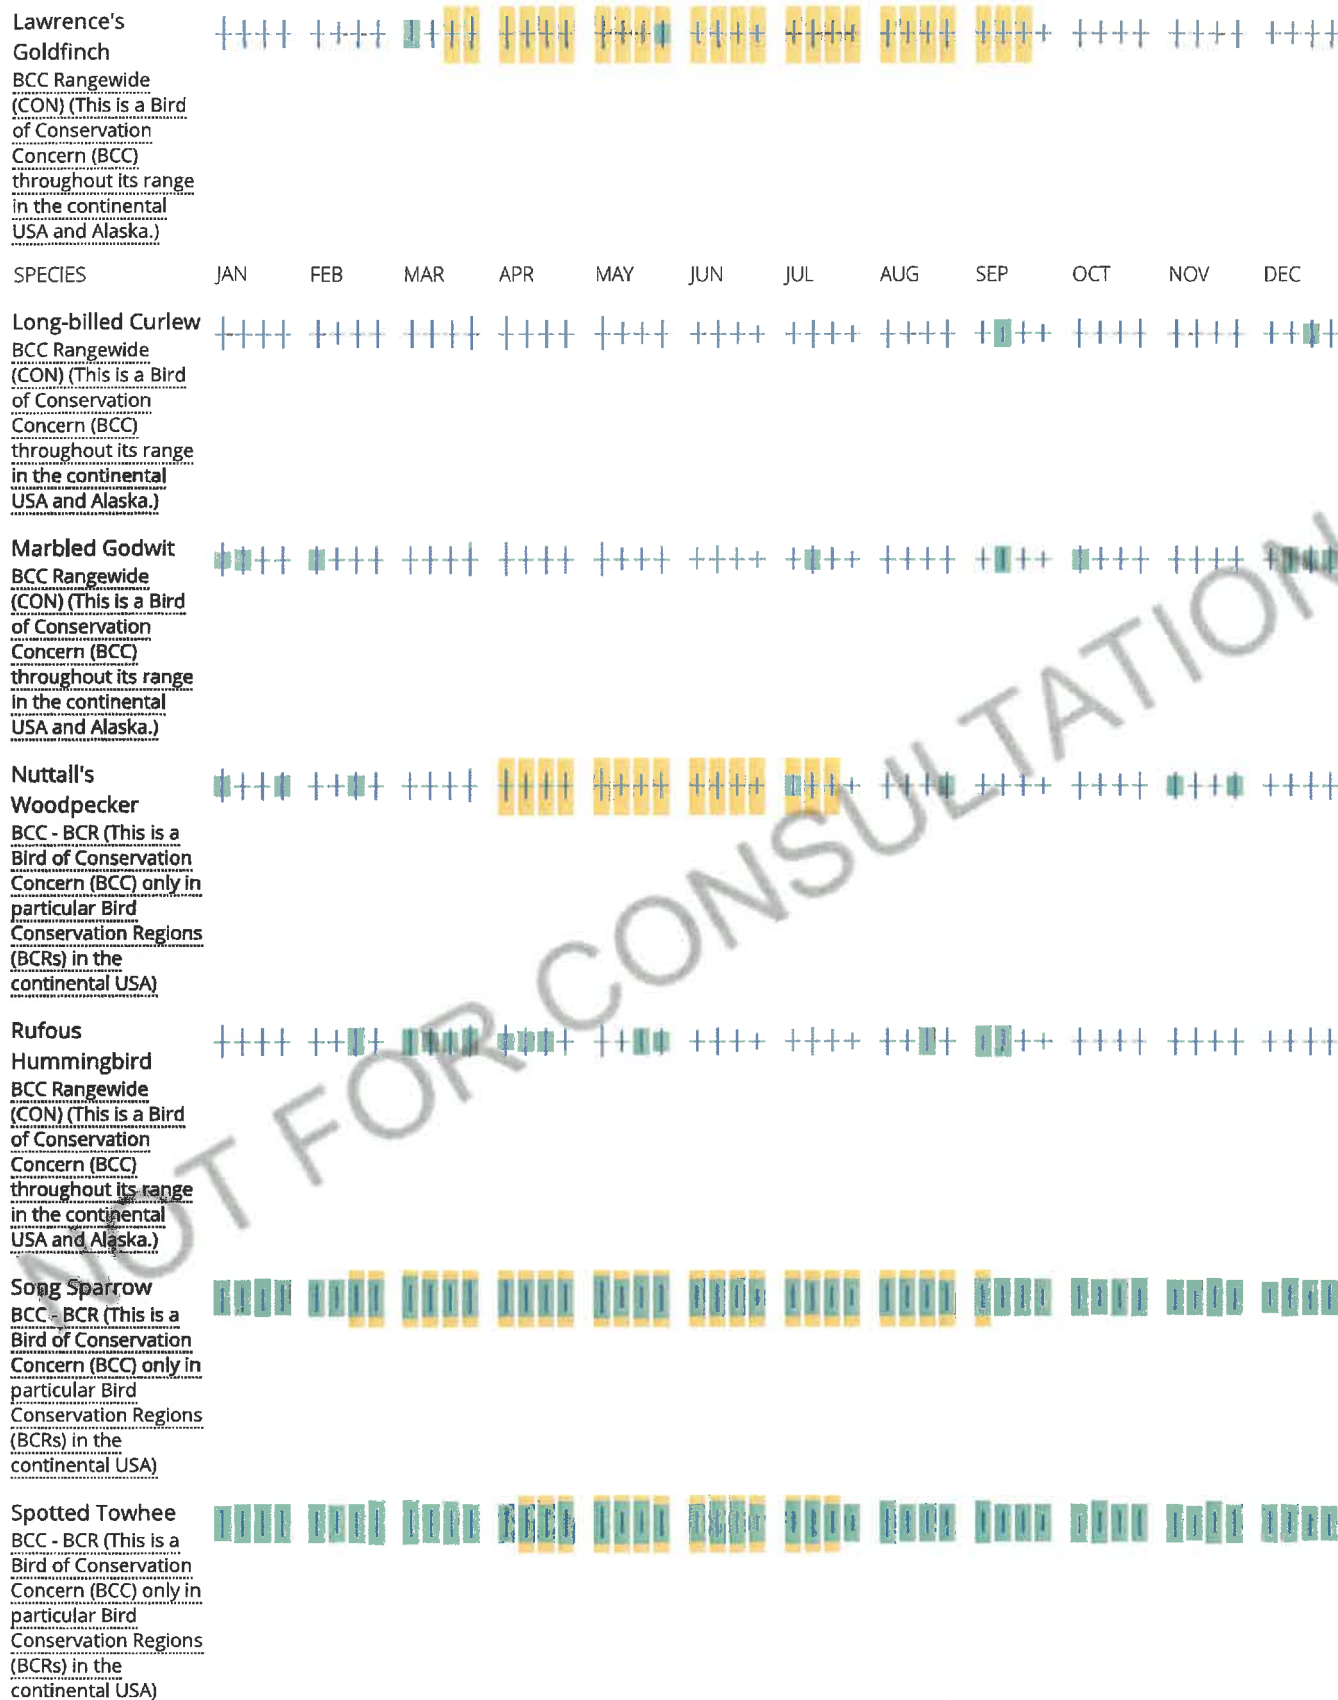 Lawrence's
Goldfinch
BCC Rangewide
(CON) (This is a Bird
of Conservation
Concern (BCC)
throughout its range
in the continental
USA and Alaska.)
SPECIES JAN FEB MAR APR MAY JUN JUL AUG SEP OCT NOV DEC
Long-billed Curlew
BCC Rangewide
(CON) (This is a Bird
of Conservation
Concern (BCC)
throughout its range
in the continental
USA and Alaska.)
Marbled Godwit
BCC Rangewide
(CON) (This is a Bird
of Conservation
Concern (BCC)
throughout its range
in the continental
USA and Alaska.)
Nuttall's
Woodpecker
BCC - BCR (This is a
Bird of Conservation
Concern (BCC) only in
particular Bird
Conservation Regions
(BCRs) in the
continental USA)
Rufous
Hummingbird
BCC Rangewide
(CON) (This is a Bird
of Conservation
Concern (BCC)
throughout its range
in the continental
USA and Alaska.)
Song Sparrow
BCC - BCR (This is a
Bird of Conservation
Concern (BCC) only in
particular Bird
Conservation Regions
(BCRs) in the
continental USA)
Spotted Towhee
BCC - BCR (This is a
Bird of Conservation
Concern (BCC) only in
particular Bird
Conservation Regions
(BCRs) in the
continental USA)
NOT FOR CONSULTATION